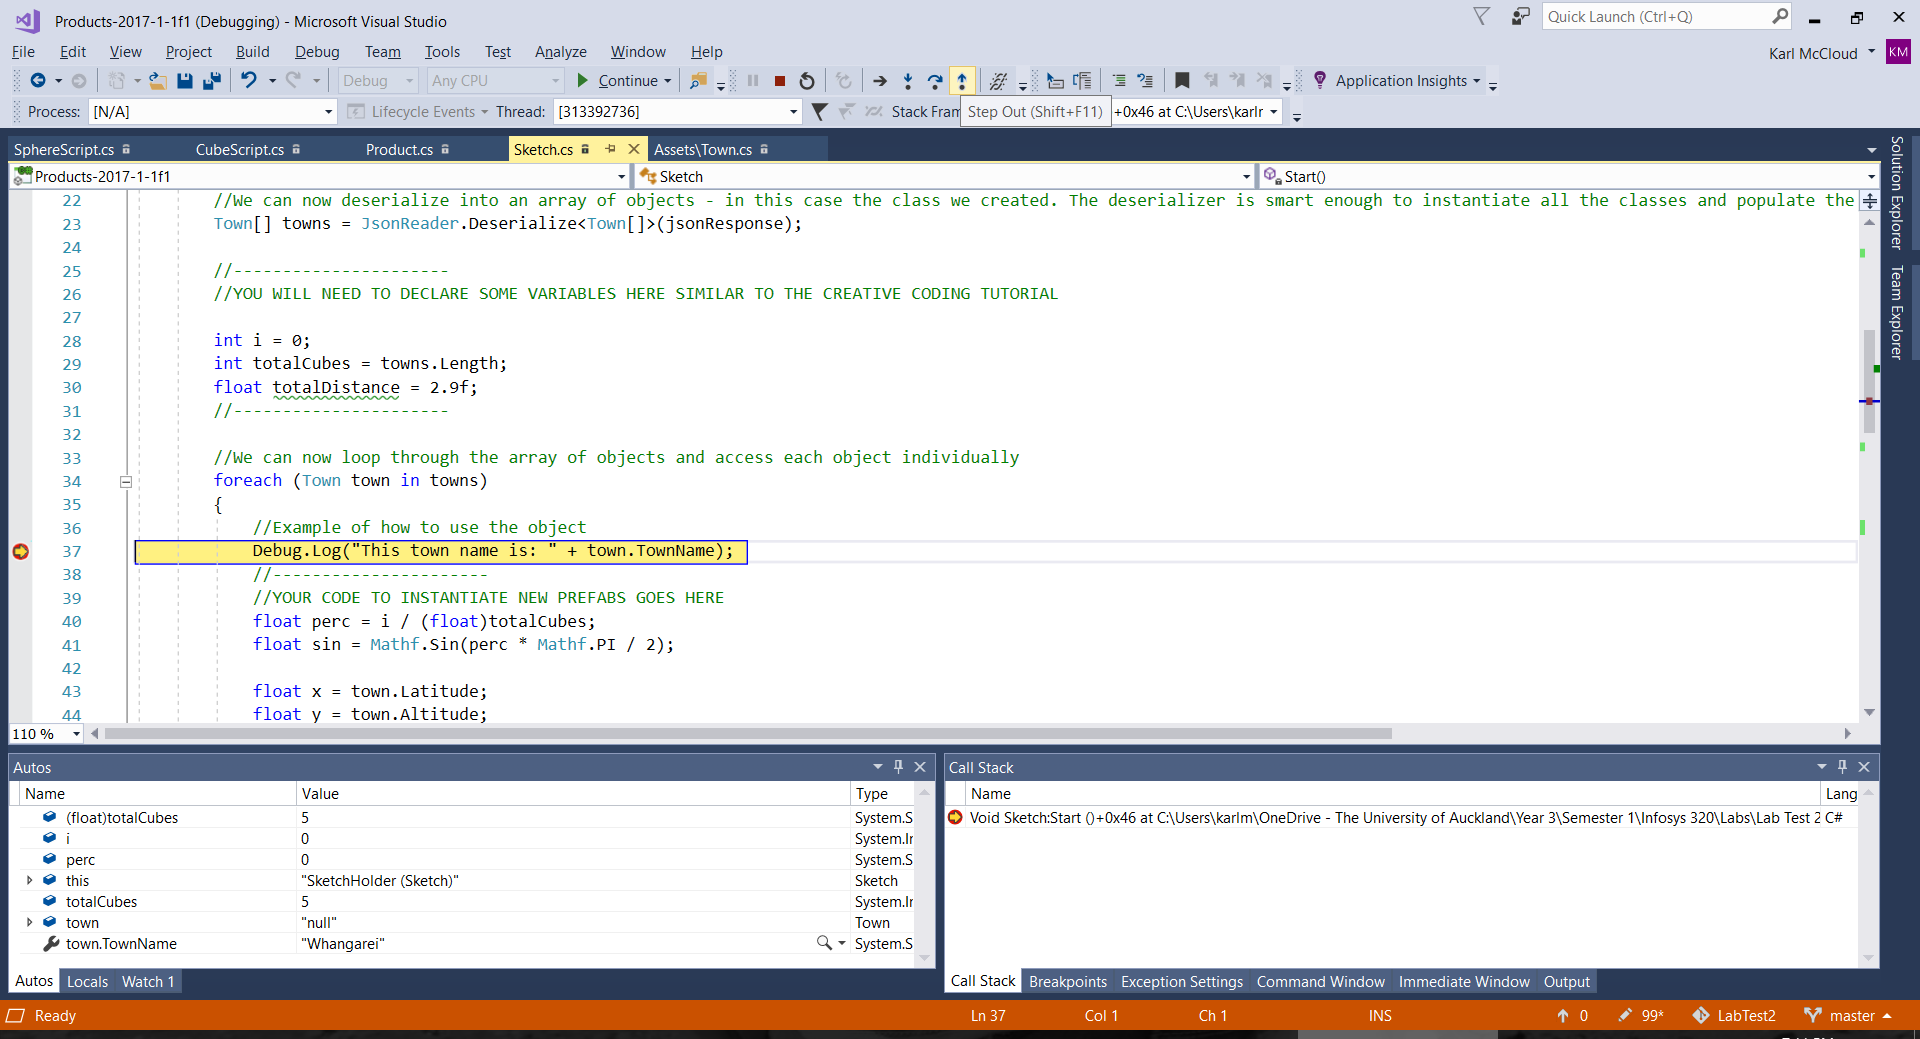 Products-2017-1-1f1 (Debugging) - Microsoft Visual Studio
Quick Launch (Ctrl+Q)
File Edit View Project Build Debug Team Tools Test Analyze Window Help
Karl McCloud KM
Debug Any CPU Continue Application Insights
Process: [N/A] Lifecycle Events Thread: [313392736] Stack Fram Step Out (Shift+F11) +0x46 at C:\Users\karlr
SphereScript.cs CubeScript.cs Product.cs Sketch.cs Assets\Town.cs
Products-2017-1-1f1 Sketch Start()
Solution Explorer
Team Explorer
22 //We can now deserialize into an array of objects - in this case the class we created. The deserializer is smart enough to instantiate all the classes and populate the
23 Town[] towns = JsonReader.Deserialize<Town[]>(jsonResponse);
24
25 //----------------------
26 //YOU WILL NEED TO DECLARE SOME VARIABLES HERE SIMILAR TO THE CREATIVE CODING TUTORIAL
27
28 int i = 0;
29 int totalCubes = towns.Length;
30 float totalDistance = 2.9f;
31 //----------------------
32
33 //We can now loop through the array of objects and access each object individually
34 foreach (Town town in towns)
35 {
36 //Example of how to use the object
37 Debug.Log("This town name is: " + town.TownName);
38 //----------------------
39 //YOUR CODE TO INSTANTIATE NEW PREFABS GOES HERE
40 float perc = i / (float)totalCubes;
41 float sin = Mathf.Sin(perc * Mathf.PI / 2);
42
43 float x = town.Latitude;
44 float y = town.Altitude;
110 %
Autos
Name Value Type
(float)totalCubes 5 System.S
i 0 System.Ir
perc 0 System.S
this "SketchHolder (Sketch)" Sketch
totalCubes 5 System.Ir
town "null" Town
town.TownName "Whangarei" System.S
Autos Locals Watch 1
Call Stack
Name Lang
Void Sketch:Start ()+0x46 at C:\Users\karlm\OneDrive - The University of Auckland\Year 3\Semester 1\Infosys 320\Labs\Lab Test 2 C#
Call Stack Breakpoints Exception Settings Command Window Immediate Window Output
Ready Ln 37 Col 1 Ch 1 INS 0 99* LabTest2 master